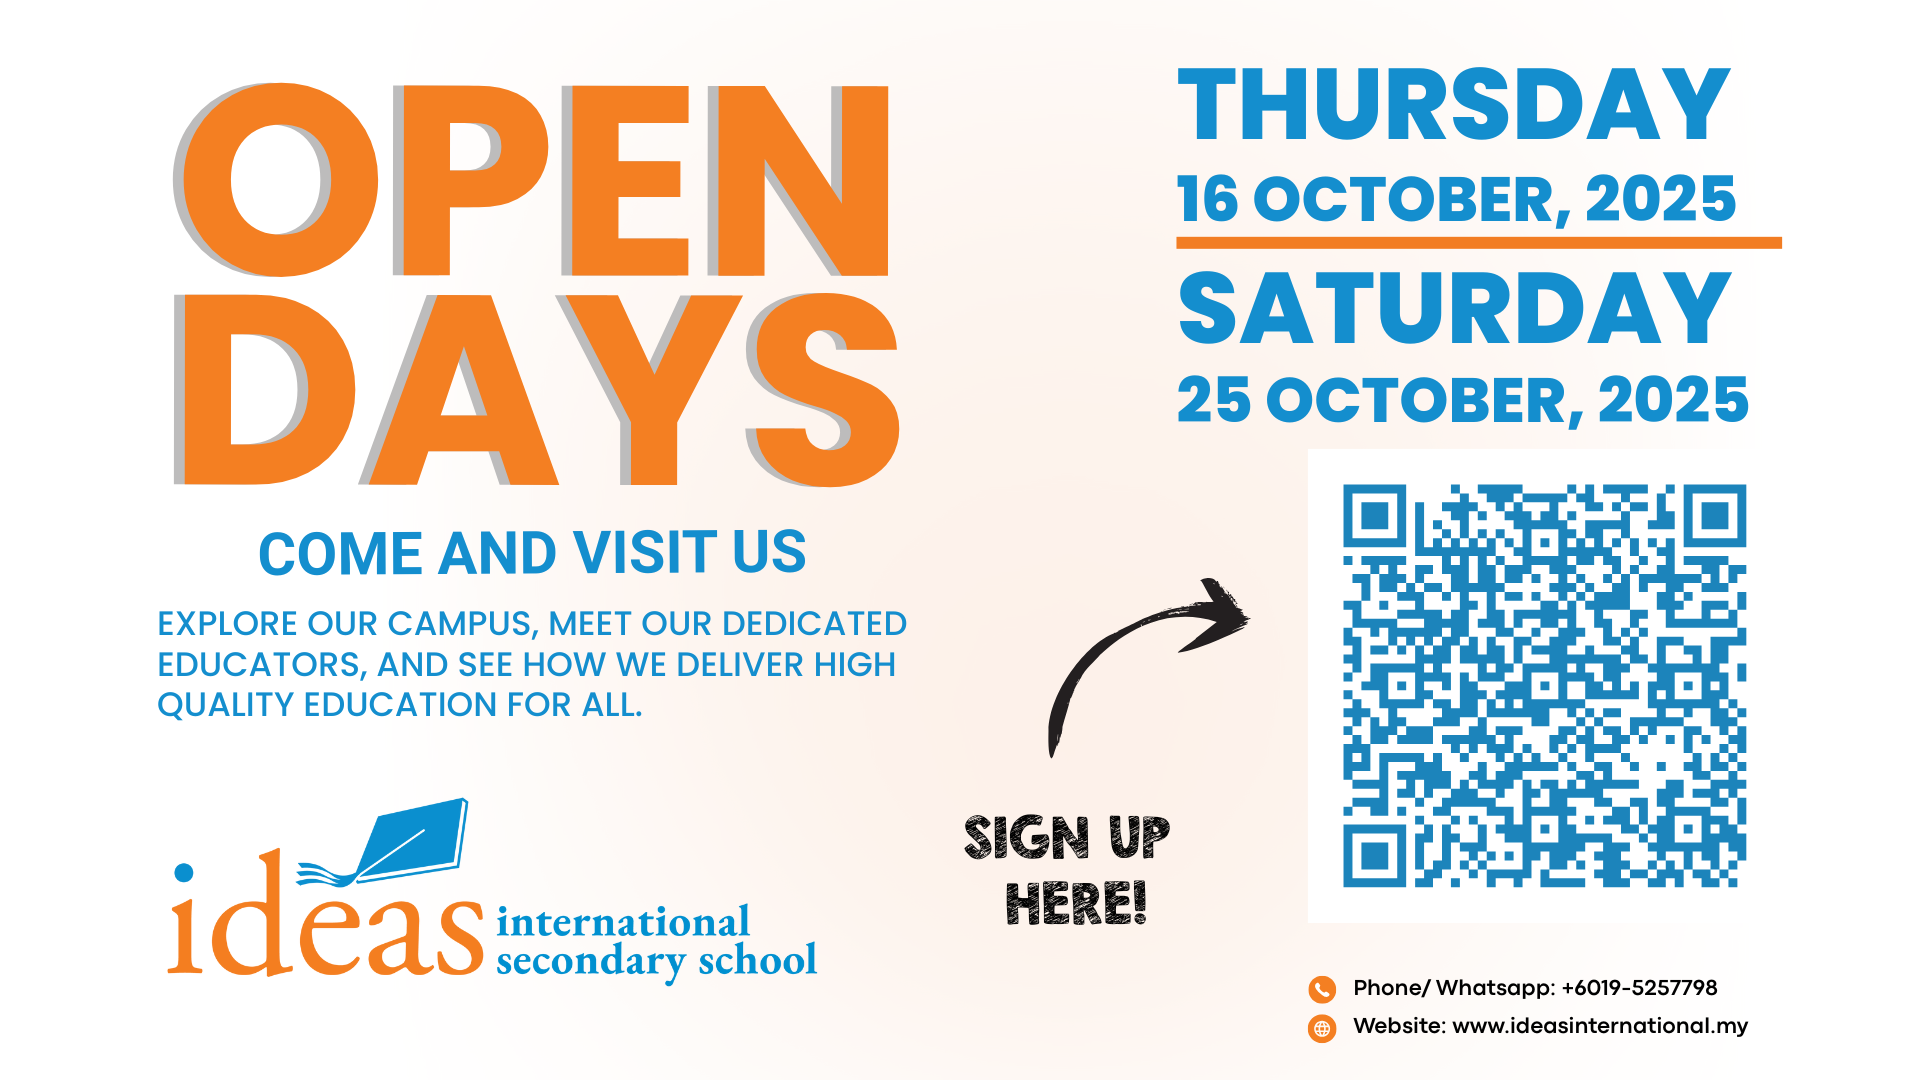 OPEN
DAYS
COME AND VISIT US
EXPLORE OUR CAMPUS, MEET OUR DEDICATED
EDUCATORS, AND SEE HOW WE DELIVER HIGH
QUALITY EDUCATION FOR ALL.
ideas international
secondary school
THURSDAY
16 OCTOBER, 2025
SATURDAY
25 OCTOBER, 2025
SIGN UP
HERE!
Phone/ Whatsapp: +6019-5257798
Website: www.ideasinternational.my